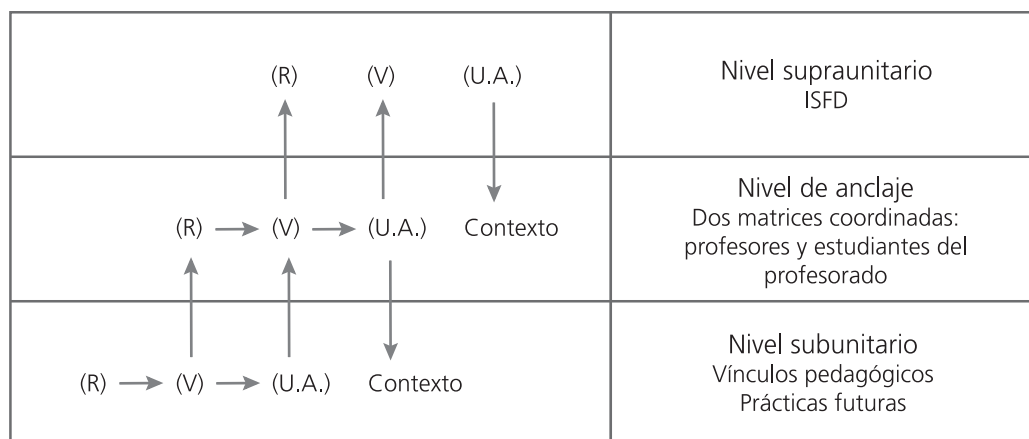 (R) (V) (U.A.)
Nivel supraunitario
ISFD
(R) (V) (U.A.) Contexto
Nivel de anclaje
Dos matrices coordinadas:
profesores y estudiantes del
profesorado
(R) (V) (U.A.) Contexto
Nivel subunitario
Vínculos pedagógicos
Prácticas futuras